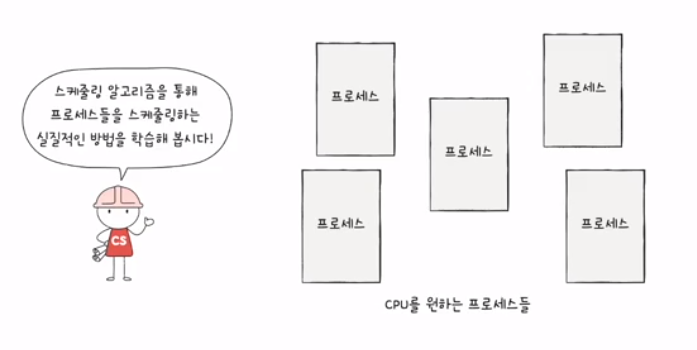 스케줄링 알고리즘을 통해
프로세스들을 스케줄링하는
실질적인 방법을 학습해 봅시다!
CS
프로세스
프로세스
프로세스
프로세스
프로세스
CPU를 원하는 프로세스들